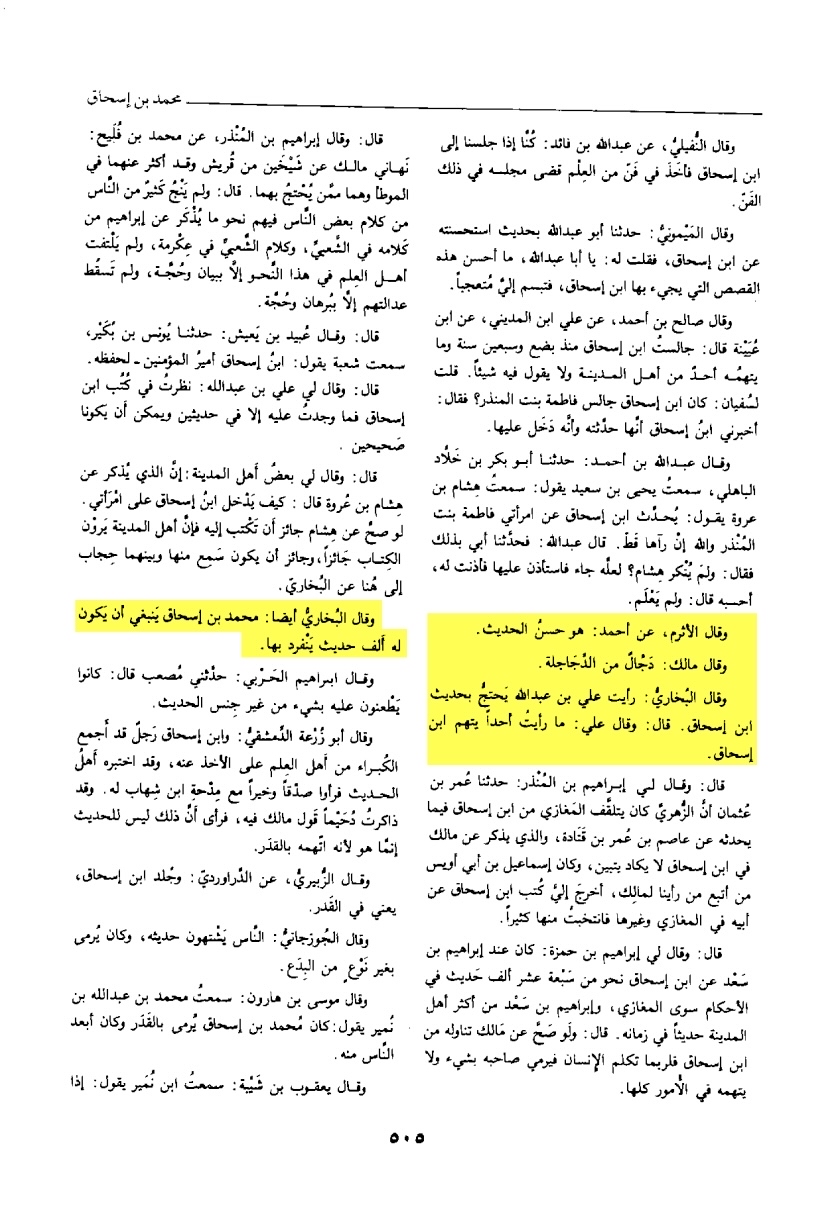 محمد بن إسحاق
وقال النُّفيليُّ، عن عبدالله بن فائد: كُنَّا إذا جلسنا إلى
ابن إسحاق فأخَذَ في فَنّ من العِلْم قضى مجلسه في ذلك
الفَنّ.
وقال المَيْمونيُّ: حدثنا أبو عبدالله بحديث استحسنته
عن ابن إسحاق، فقلت له: يا أبا عبدالله، ما أحسن هذه
القصص التي يجيء بها ابن إسحاق، فتبسم إليَّ مُتعجباً.
وقال صالح بن أحمد، عن علي ابن المديني، عن ابن
عُيَيْنة قال: جالستُ ابن إسحاق منذ بضع وسبعين سنة وما
يتهمُه أحدٌ من أهل المدينة ولا يقول فيه شيئاً. قلت
لسُفيان: كان ابن إسحاق جالس فاطمة بنت المنذر؟ فقال:
أخبرني ابنُ إسحاق أنَّها حدَّثته وأنَّه دَخَل عليها.
وقال عبدالله بن أحمد: حدثنا أبو بكر بن خَلَّاد
الباهلي، سمعتُ يحيى بن سعيد يقول: سمعتُ هِشام بن
عروة يقول: يُحدِّث ابن إسحاق عن امرأتي فاطمة بنت
المُنْذر والله إنْ رآها قَطّ. قال عبدالله: فحدَّثنا أبي بذلك
فقال: ولمَ يُنْكر هِشام؟ لعلَّه جاء فاستأذن عليها فأذنت له،
أحسبه قال: ولم يَعْلَم.
وقال الأثرم، عن أحمد: هو حسنُ الحديث.
وقال مالك: دَجَّالٌ من الدَّجاجلة.
وقال البُخاريُّ: رأيت علي بن عبدالله يَحتجُّ بحديث
ابن إسحاق. قال: وقال علي: ما رأيتُ أحداً يتهم ابن
إسحاق.
قال: وقال لي إبراهيم بن المُنْذر: حدثنا عُمر بن
عُثمان أنَّ الزُّهريَّ كان يتلقَّف المَغازي من ابن إسحاق فيما
يحدثه عن عاصم بن عُمر بن قَتَادة، والذي يذكر عن مالك
في ابن إسحاق لا يكاد يتبين، وكان إسماعيل بن أبي أويس
من أتبع من رأينا لمالِك، أخرجَ إليَّ كُتب ابن إسحاق عن
أبيه في المغازي وغيرها فانتخبتُ منها كثيراً.
قال: وقال لي إبراهيم بن حمزة: كان عند إبراهيم بن
سَعْد عن ابن إسحاق نحو من سَبْعة عشر ألف حَديث في
الأحكام سوى المغازي، وإبراهيم بن سَعْد من أكثر أهل
المدينة حديثاً في زمانه. قال: ولَو صَحَّ عن مَالك تناوله من
ابن إسحاق فلربما تكلم الإنسان فيرمي صاحبه بشيء ولا
يتهمه في الأُمور كلها.
قال: وقال إبراهيم بن المُنْذر، عن محمد بن فُلَيح:
نَهاني مالك عن شَيْخَين من قُريش وقد أكثر عنهما في
الموطأ وهما ممَّن يُحْتجُ بهما. قال: ولم يَنْجُ كَثيرٌ من النَّاس
من كلام بعض النَّاس فيهم نحو ما يُذْكَر عن إبراهيم من
كَلامه في الشَّعبيِّ، وكلام الشَّعبيِّ في عِكْرمة، ولم يَلْتفت
أهل العِلم في هذا النَّحو إلاَّ ببيان وحُجَّة، ولم تَسقُط
عدالتهم إلَّا ببُرهان وحُجَّة.
قال: وقال عُبيد بن يَعيش: حدثنا يُونس بن بُكَيْر،
سمعت شعبة يقول: ابنُ إسحاق أميرُ المؤمنين ـ لحفظه.
قال: وقال لي علي بن عبدالله: نظرتُ في كُتُب ابن
إسحاق فما وجدتُ عليه إلا في حديثين ويمكن أن يكونا
صَحيحين .
قال: وقال لي بعضُ أهل المدينة: إنَّ الذي يُذكر عن
هِشام بن عُروة قال : كيف يَدْخل ابنُ إسحاق على امْرَأتي.
لو صحَّ عن هِشام جائز أن تَكْتب إليه فإنَّ أهل المدينة يَرَوْن
الكِتاب جَائزاً، وجائز أن يكون سَمِع منها وبينهما حِجاب
إلى هُنا عن البُخاريّ.
وقال البُخاريُّ أيضا: محمد بن إسحاق يَنبغي أن يَكون
له أَلف حديث يَنْفرد بها.
وقال ابراهيم الحَرْبي: حدَّثني مُصعب قال: كانوا
يَطْعنون عليه بشيء من غير جِنس الحديث.
وقال أبو زُرْعة الدِّمشقيُّ: وابن إسحاق رَجلٌ قد أَجمع
الكُبراء من أهل العِلم على الأخذ عنه، وقد اختبره أَهلُ
الحديث فرأوا صدْقاً وخيراً مع مِدْحةِ ابن شِهاب له. وقد
ذاكرتُ دُحَيْماً قَول مالك فيه، فرأى أنَّ ذلك ليس للحديث
إنَّما هو لأنه اتّهمه بالقدَر.
وقال الزُّبيريُّ، عن الدَّراورديّ: وجُلد ابن إسحاق،
يعني في القَدر.
وقال الجُوزجانيُّ: النَّاس يَشْتهون حديثه، وكان يُرمى
بغير نَوْعٍ من البِدَع.
وقال موسى بن هارون: سمعتُ محمد بن عبدالله بن
نُمير يقول: كان مُحمد بن إسحاق يُرمى بالقَدَر وكان أبعد
النَّاس منه.
وقال يعقوب بن شَيْبة: سمعتُ ابن نُمَير يقول: إذا
٥٠٥